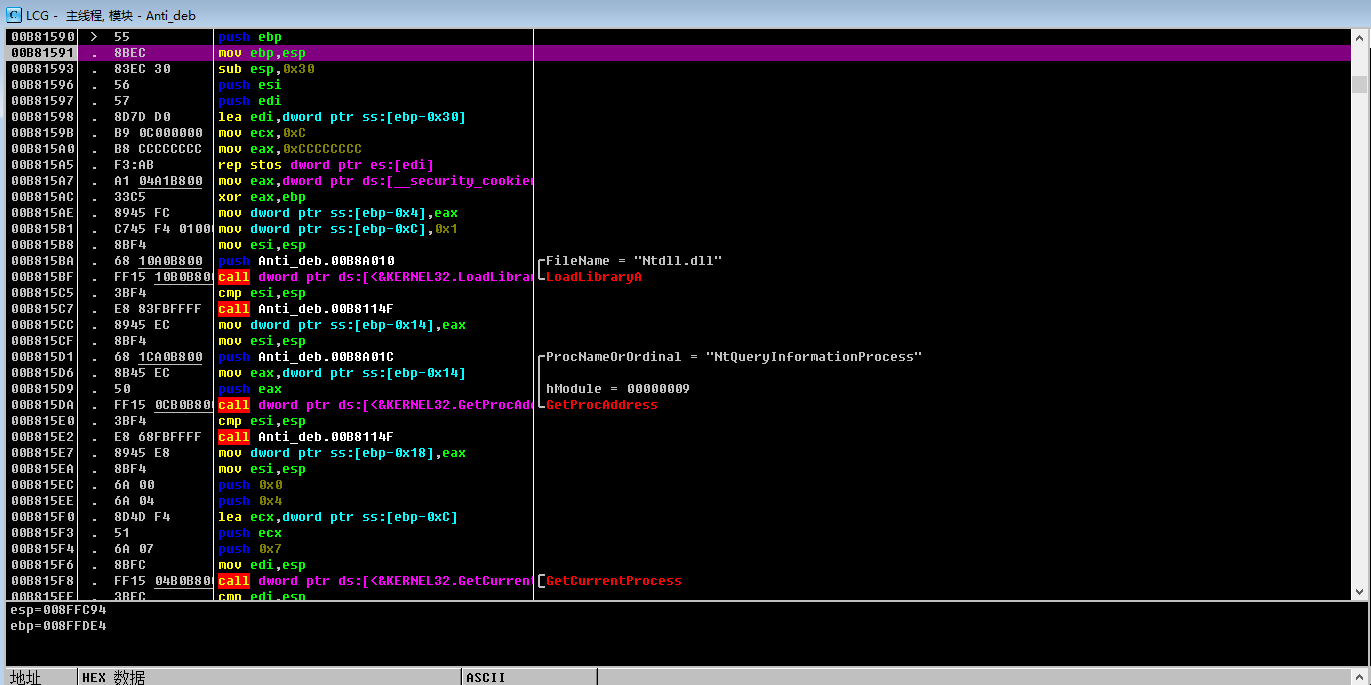 LCG - 主线程, 模块 - Anti_deb
00B81590 > 55 push ebp
00B81591 . 8BEC mov ebp,esp
00B81593 . 83EC 30 sub esp,0x30
00B81596 . 56 push esi
00B81597 . 57 push edi
00B81598 . 8D7D D0 lea edi,dword ptr ss:[ebp-0x30]
00B8159B . B9 0C000000 mov ecx,0xC
00B815A0 . B8 CCCCCCCC mov eax,0xCCCCCCCC
00B815A5 . F3:AB rep stos dword ptr es:[edi]
00B815A7 . A1 04A1B800 mov eax,dword ptr ds:[__security_cookie
00B815AC . 33C5 xor eax,ebp
00B815AE . 8945 FC mov dword ptr ss:[ebp-0x4],eax
00B815B1 . C745 F4 0100 mov dword ptr ss:[ebp-0xC],0x1
00B815B8 . 8BF4 mov esi,esp
00B815BA . 68 10A0B800 push Anti_deb.00B8A010 FileName = "Ntdll.dll"
00B815BF . FF15 10B0B800 call dword ptr ds:[<&KERNEL32.LoadLibrar LoadLibraryA
00B815C5 . 3BF4 cmp esi,esp
00B815C7 . E8 83FBFFFF call Anti_deb.00B8114F
00B815CC . 8945 EC mov dword ptr ss:[ebp-0x14],eax
00B815CF . 8BF4 mov esi,esp
00B815D1 . 68 1CA0B800 push Anti_deb.00B8A01C ProcNameOrOrdinal = "NtQueryInformationProcess"
00B815D6 . 8B45 EC mov eax,dword ptr ss:[ebp-0x14]
00B815D9 . 50 push eax hModule = 00000009
00B815DA . FF15 0CB0B800 call dword ptr ds:[<&KERNEL32.GetProcAdd GetProcAddress
00B815E0 . 3BF4 cmp esi,esp
00B815E2 . E8 68FBFFFF call Anti_deb.00B8114F
00B815E7 . 8945 E8 mov dword ptr ss:[ebp-0x18],eax
00B815EA . 8BF4 mov esi,esp
00B815EC . 6A 00 push 0x0
00B815EE . 6A 04 push 0x4
00B815F0 . 8D4D F4 lea ecx,dword ptr ss:[ebp-0xC]
00B815F3 . 51 push ecx
00B815F4 . 6A 07 push 0x7
00B815F6 . 8BFC mov edi,esp
00B815F8 . FF15 04B0B800 call dword ptr ds:[<&KERNEL32.GetCurrent GetCurrentProcess
00B815FE . 3BFC cmp edi,esp
esp=008FFC94
ebp=008FFDE4
地址 HEX 数据 ASCII